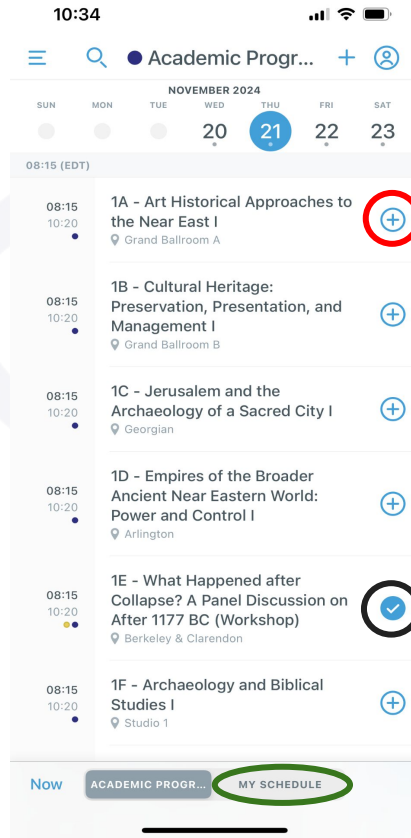 10:34
Academic Progr...
NOVEMBER 2024
SUN MON TUE WED THU FRI SAT
20 21 22 23
08:15 (EDT)
08:15
10:20
1A - Art Historical Approaches to
the Near East I
Grand Ballroom A
08:15
10:20
1B - Cultural Heritage:
Preservation, Presentation, and
Management I
Grand Ballroom B
08:15
10:20
1C - Jerusalem and the
Archaeology of a Sacred City I
Georgian
08:15
10:20
1D - Empires of the Broader
Ancient Near Eastern World:
Power and Control I
Arlington
08:15
10:20
1E - What Happened after
Collapse? A Panel Discussion on
After 1177 BC (Workshop)
Berkeley & Clarendon
08:15
10:20
1F - Archaeology and Biblical
Studies I
Studio 1
Now ACADEMIC PROGR... MY SCHEDULE